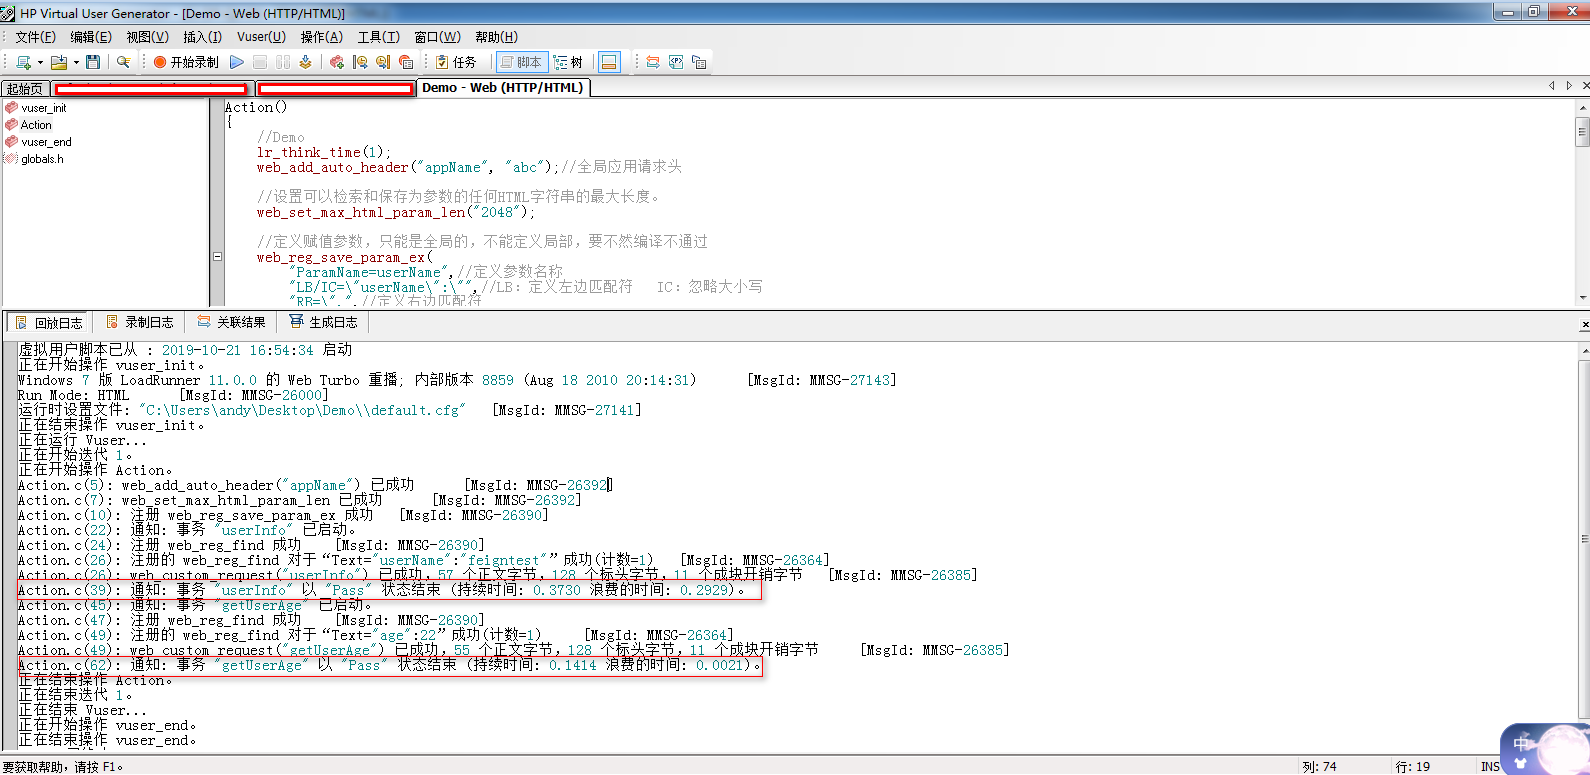 HP Virtual User Generator - [Demo - Web (HTTP/HTML)]
文件(F) 编辑(E) 视图(V) 插入(I) Vuser(U) 操作(A) 工具(T) 窗口(W) 帮助(H)
开始录制 任务 脚本 树
起始页 Demo - Web (HTTP/HTML)
vuser_init
Action
vuser_end
globals.h
Action()
{
//Demo
lr_think_time(1);
web_add_auto_header("appName", "abc");//全局应用请求头
//设置可以检索和保存为参数的任何HTML字符串的最大长度。
web_set_max_html_param_len("2048");
//定义赋值参数，只能是全局的，不能定义局部，要不然编译不通过
web_reg_save_param_ex(
"ParamName=userName",//定义参数名称
"LB/IC=\"userName\":\"",//LB：定义左边匹配符 IC：忽略大小写
"RB=\",",//定义右边匹配符
回放日志 录制日志 关联结果 生成日志
虚拟用户脚本已从 : 2019-10-21 16:54:34 启动
正在开始操作 vuser_init。
Windows 7 版 LoadRunner 11.0.0 的 Web Turbo 重播; 内部版本 8859 (Aug 18 2010 20:14:31) [MsgId: MMSG-27143]
Run Mode: HTML [MsgId: MMSG-26000]
运行时设置文件: "C:\Users\andy\Desktop\Demo\\default.cfg" [MsgId: MMSG-27141]
正在结束操作 vuser_init。
正在运行 Vuser...
正在开始迭代 1。
正在开始操作 Action。
Action.c(5): web_add_auto_header("appName") 已成功 [MsgId: MMSG-26392]
Action.c(7): web_set_max_html_param_len 已成功 [MsgId: MMSG-26392]
Action.c(10): 注册 web_reg_save_param_ex 成功 [MsgId: MMSG-26390]
Action.c(22): 通知: 事务 "userInfo" 已启动。
Action.c(24): 注册 web_reg_find 成功 [MsgId: MMSG-26390]
Action.c(26): 注册的 web_reg_find 对于“Text="userName":"feigntest"”成功(计数=1) [MsgId: MMSG-26364]
Action.c(26): web_custom_request("userInfo") 已成功，57 个正文字节，128 个标头字节，11 个成块开销字节 [MsgId: MMSG-26385]
Action.c(39): 通知: 事务 "userInfo" 以 "Pass" 状态结束 (持续时间: 0.3730 浪费的时间: 0.2929)。
Action.c(45): 通知: 事务 "getUserAge" 已启动。
Action.c(47): 注册 web_reg_find 成功 [MsgId: MMSG-26390]
Action.c(49): 注册的 web_reg_find 对于“Text="age":22”成功(计数=1) [MsgId: MMSG-26364]
Action.c(49): web_custom_request("getUserAge") 已成功，55 个正文字节，128 个标头字节，11 个成块开销字节 [MsgId: MMSG-26385]
Action.c(62): 通知: 事务 "getUserAge" 以 "Pass" 状态结束 (持续时间: 0.1414 浪费的时间: 0.0021)。
正在结束操作 Action。
正在结束迭代 1。
正在结束 Vuser...
正在开始操作 vuser_end。
正在结束操作 vuser_end。
要获取帮助，请按 F1。 列: 74 行: 19 INS
中